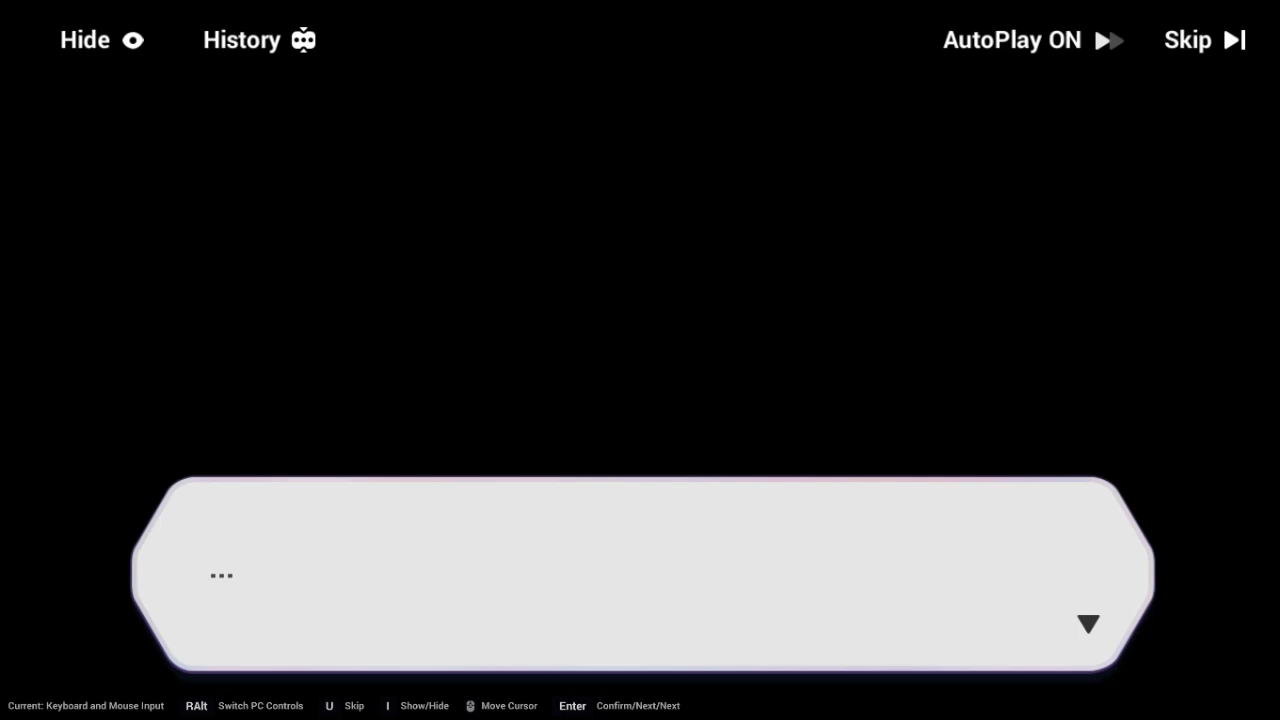 Hide
History
AutoPlay ON
Skip
...
Current: Keyboard and Mouse Input RAlt Switch PC Controls U Skip I Show/Hide Move Cursor Enter Confirm/Next/Next